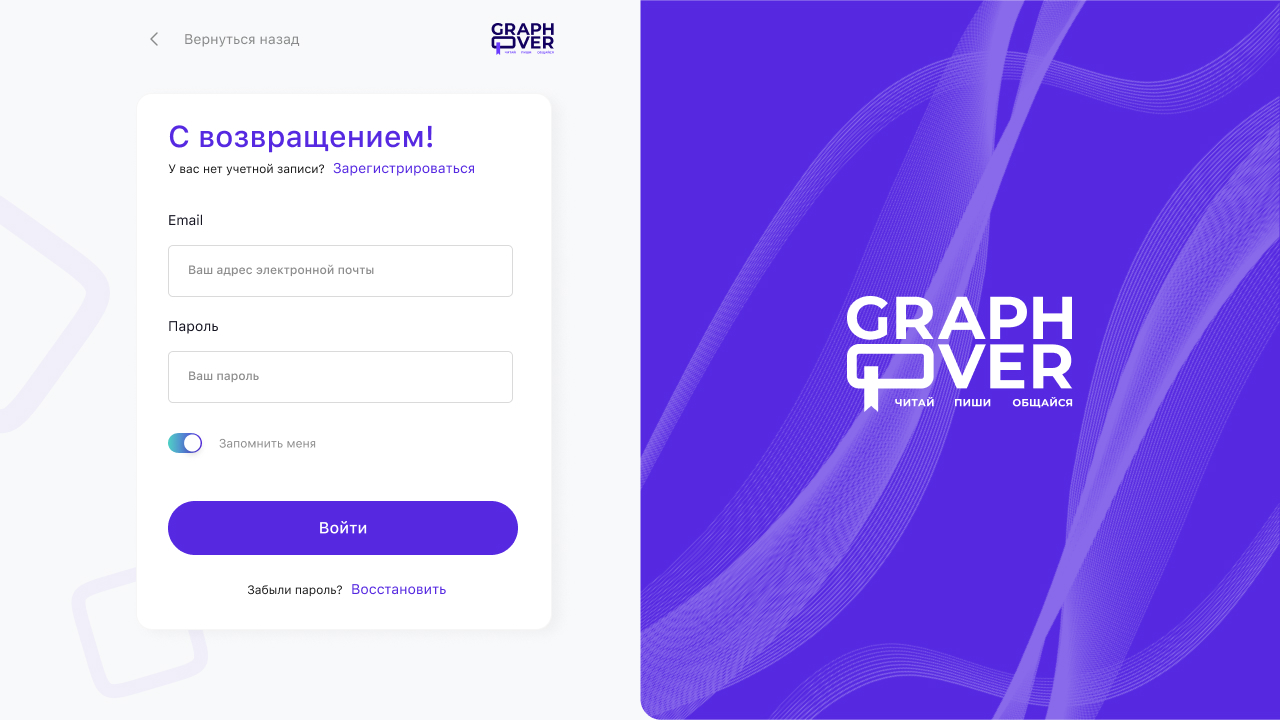 Вернуться назад
GRAPH
OVER
ЧИТАЙ ПИШИ ОБЩАЙСЯ
С возвращением!
У вас нет учетной записи? Зарегистрироваться
Email
Ваш адрес электронной почты
Пароль
Ваш пароль
Запомнить меня
Войти
Забыли пароль? Восстановить
GRAPH
OVER
ЧИТАЙ ПИШИ ОБЩАЙСЯ